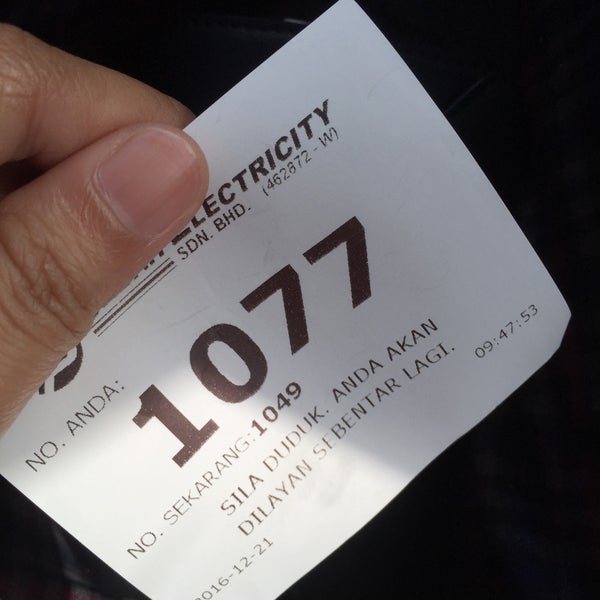 ELECTRICITY
SDN. BHD. (462872 - W)
NO. ANDA:
1077
NO. SEKARANG:1049
SILA DUDUK. ANDA AKAN
DILAYAN SEBENTAR LAGI.
2016-12-21 09:47:53